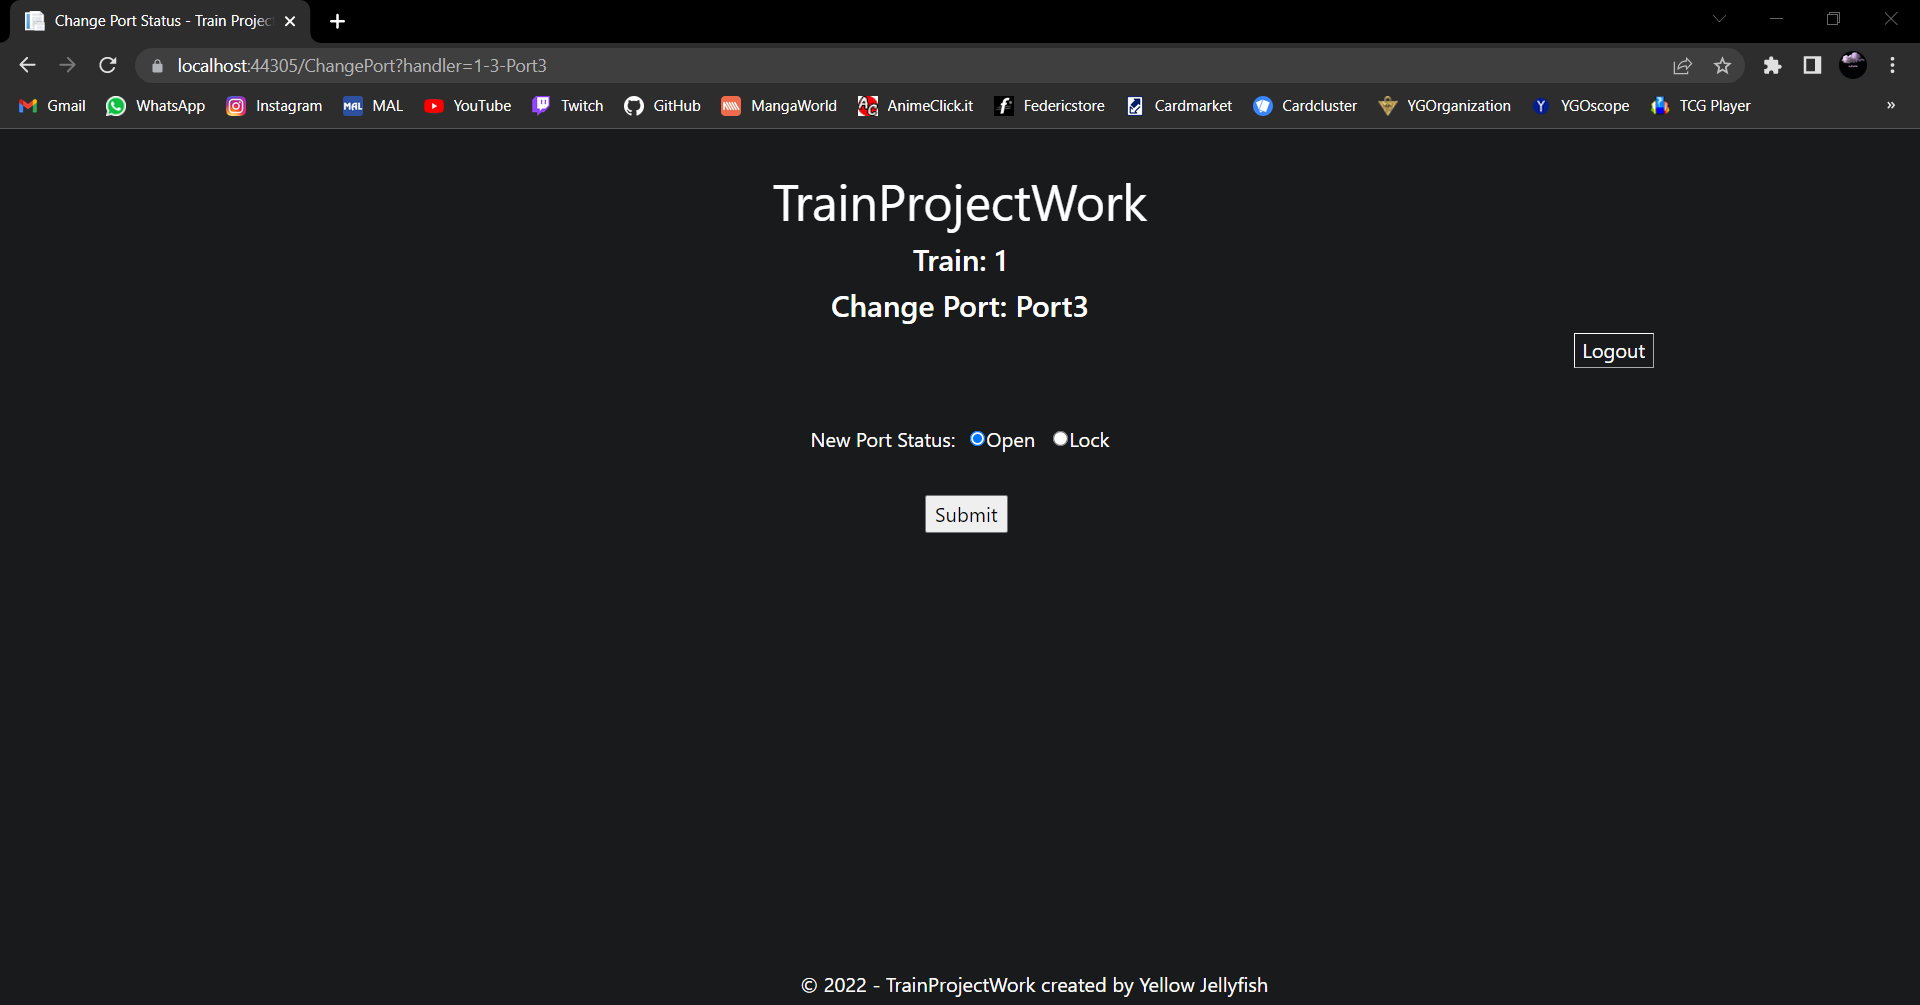 Change Port Status - Train Projec
localhost:44305/ChangePort?handler=1-3-Port3
Gmail WhatsApp Instagram MAL MAL YouTube Twitch GitHub MangaWorld AnimeClick.it Federicstore Cardmarket Cardcluster YGOrganization Y YGOscope TCG Player »
TrainProjectWork
Train: 1
Change Port: Port3
Logout
New Port Status: Open Lock
Submit
© 2022 - TrainProjectWork created by Yellow Jellyfish